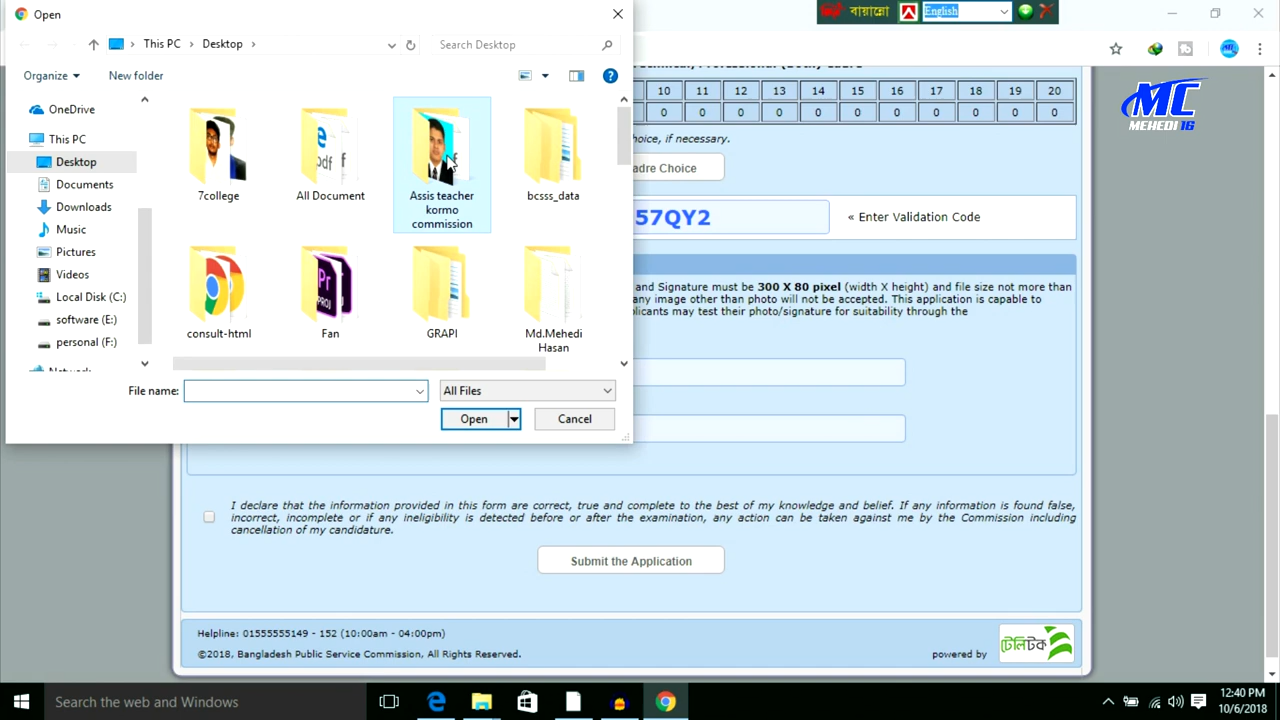 Open
This PC
Desktop
Search Desktop
Organize
New folder
OneDrive
This PC
Desktop
Documents
Downloads
Music
Pictures
Videos
Local Disk (C:)
software (E:)
personal (F:)
Network
7college
All Document
Assis teacher
kormo
commission
bcsss_data
consult-html
Fan
GRAPI
Md.Mehedi
Hasan
File name:
All Files
Open
Cancel
বায়ান্নো
English
MC
MEHEDI 16
10 11 12 13 14 15 16 17 18 19 20
0 0 0 0 0 0 0 0 0 0 0
hoice, if necessary.
adre Choice
57QY2
« Enter Validation Code
and Signature must be 300 X 80 pixel (width X height) and file size not more than
any image other than photo will not be accepted. This application is capable to
plicants may test their photo/signature for suitability through the
I declare that the information provided in this form are correct, true and complete to the best of my knowledge and belief. If any information is found false,
incorrect, incomplete or if any ineligibility is detected before or after the examination, any action can be taken against me by the Commission including
cancellation of my candidature.
Submit the Application
Helpline: 01555555149 - 152 (10:00am - 04:00pm)
©2018, Bangladesh Public Service Commission, All Rights Reserved.
powered by
টেলিটক
Search the web and Windows
12:40 PM
10/6/2018